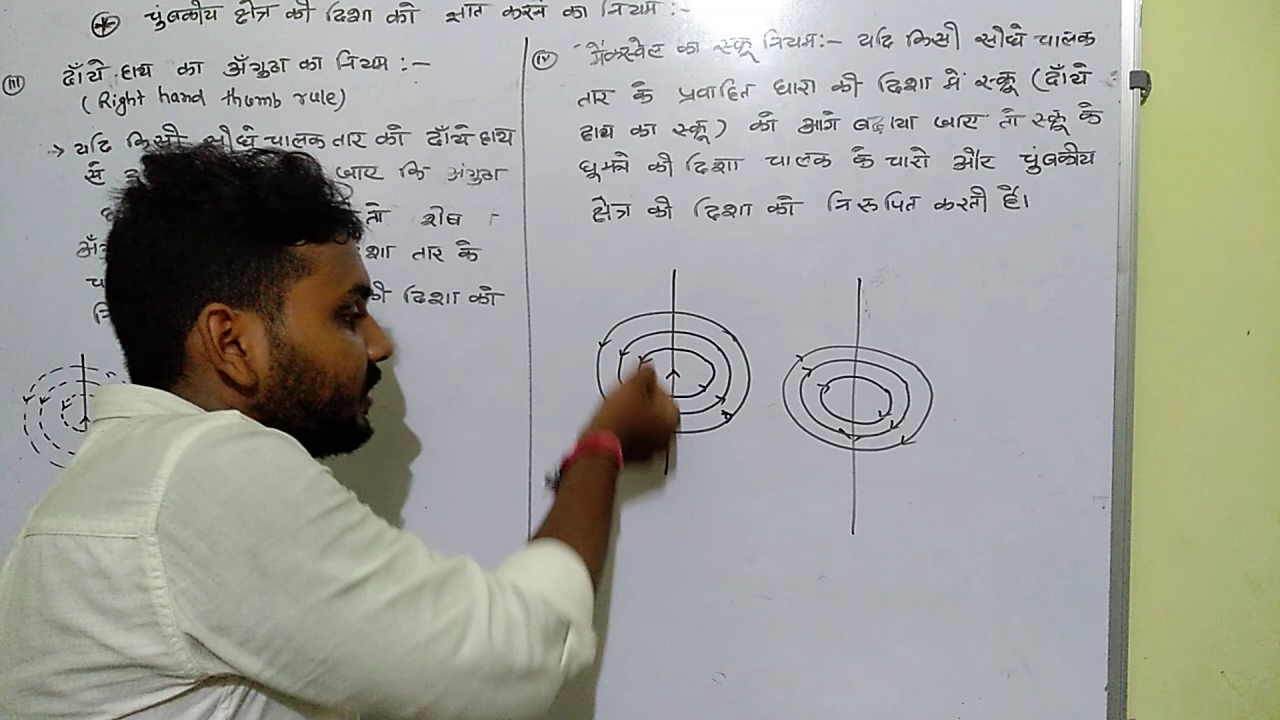 चुंबकीय क्षेत्र की दिशा को ज्ञात करने का नियम :-
(iii) दाँये हाथ का अँगुठा का नियम :-
(Right hand thumb rule)
→ यदि किसी सीधे चालक तार को दाँये हाथ
से जाए कि अंगुठा
तो शेष
शा तार के
की दिशा को
(iv) मैक्सवेल का स्क्रू नियम:- यदि किसी सीधे चालक
तार के प्रवाहित धारा की दिशा में स्क्रू (दाँये
हाथ का स्क्रू) को आगे बढ़ाया जाए तो स्क्रू के
घूमने की दिशा चालक के चारो और चुंबकीय
क्षेत्र की दिशा को निरूपित करती है।